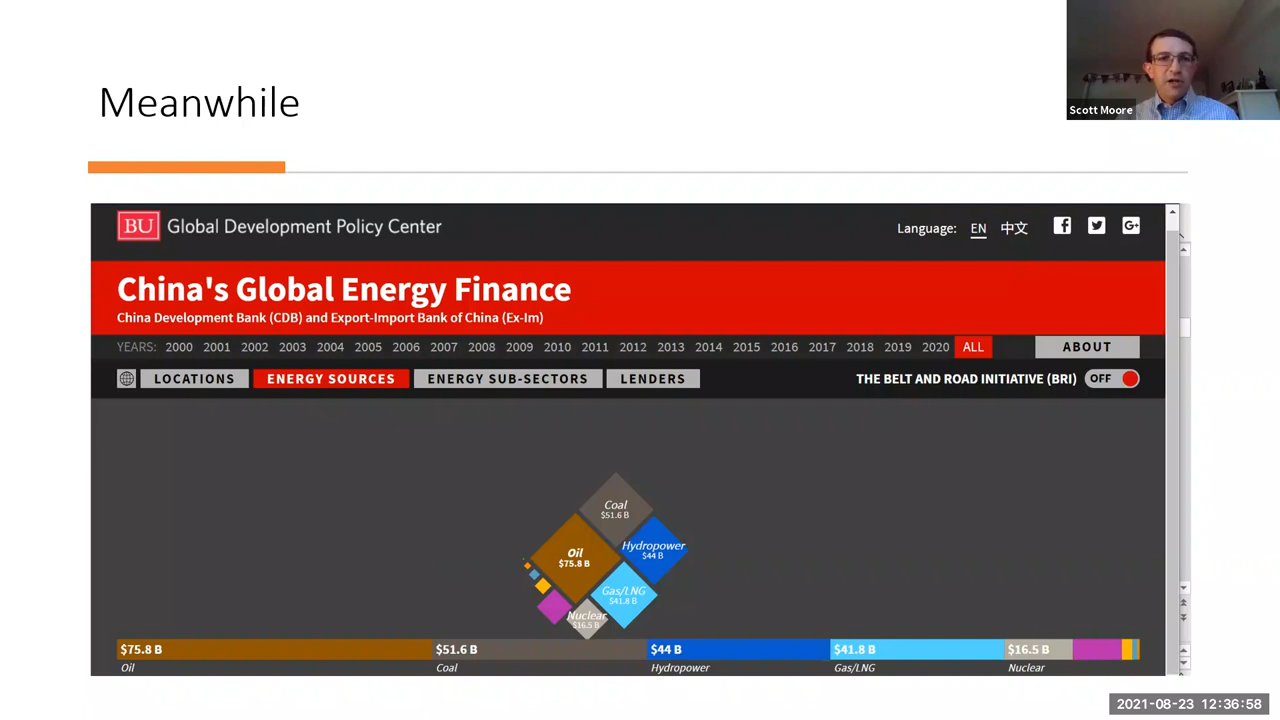 Meanwhile
Scott Moore
BU Global Development Policy Center
Language: EN 中文
China's Global Energy Finance
China Development Bank (CDB) and Export-Import Bank of China (Ex-Im)
YEARS: 2000 2001 2002 2003 2004 2005 2006 2007 2008 2009 2010 2011 2012 2013 2014 2015 2016 2017 2018 2019 2020 ALL ABOUT
LOCATIONS ENERGY SOURCES ENERGY SUB-SECTORS LENDERS THE BELT AND ROAD INITIATIVE (BRI) OFF
Coal
$51.6 B
Oil
$75.8 B
Hydropower
$44 B
Gas/LNG
$41.8 B
Nuclear
$16.5 B
$75.8 B $51.6 B $44 B $41.8 B $16.5 B
Oil Coal Hydropower Gas/LNG Nuclear
2021-08-23 12:36:58